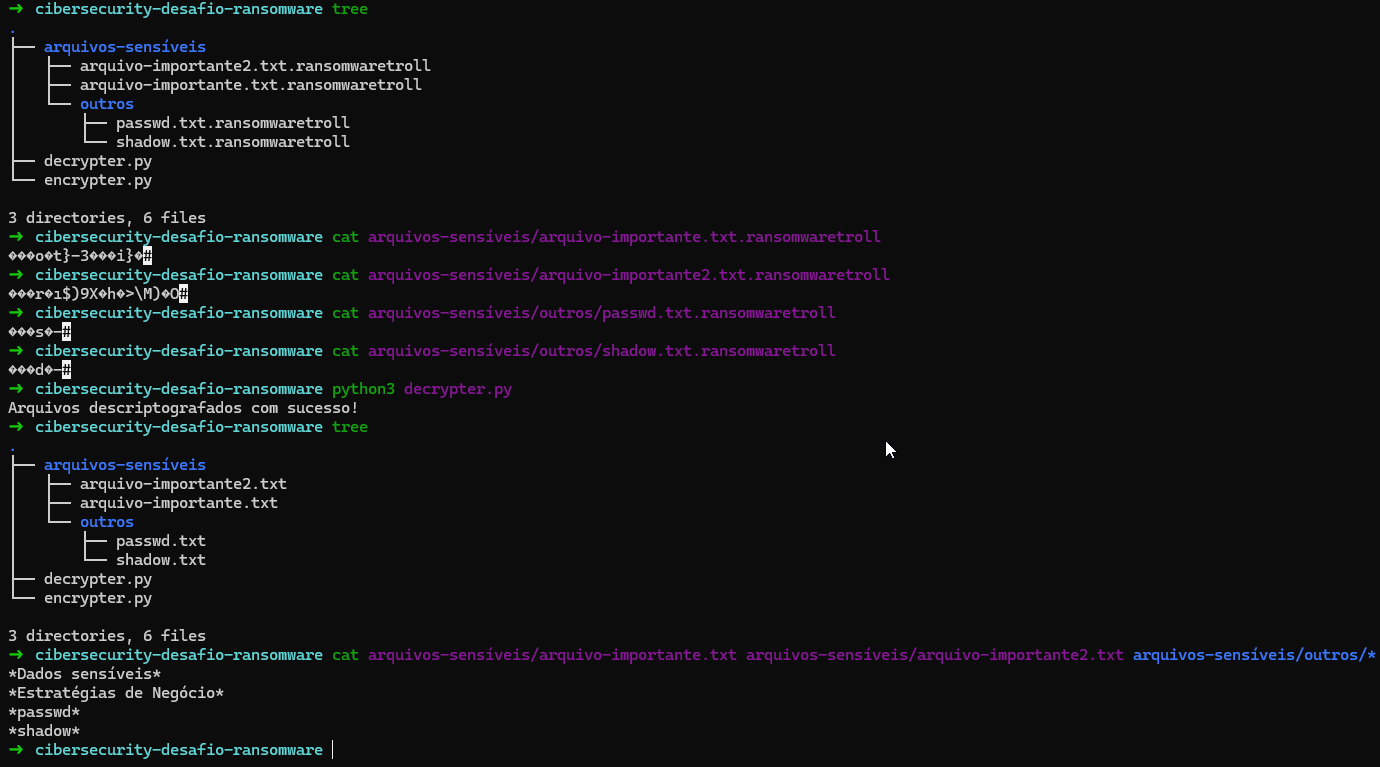 ➜ cibersecurity-desafio-ransomware tree
.
├── arquivos-sensíveis
│   ├── arquivo-importante2.txt.ransomwaretroll
│   ├── arquivo-importante.txt.ransomwaretroll
│   └── outros
│       ├── passwd.txt.ransomwaretroll
│       └── shadow.txt.ransomwaretroll
├── decrypter.py
└── encrypter.py
3 directories, 6 files
➜ cibersecurity-desafio-ransomware cat arquivos-sensíveis/arquivo-importante.txt.ransomwaretroll
���o�t}-3���i}�#
➜ cibersecurity-desafio-ransomware cat arquivos-sensíveis/arquivo-importante2.txt.ransomwaretroll
���r�ı$)9X�h�>\M)�O#
➜ cibersecurity-desafio-ransomware cat arquivos-sensíveis/outros/passwd.txt.ransomwaretroll
���s�-#
➜ cibersecurity-desafio-ransomware cat arquivos-sensíveis/outros/shadow.txt.ransomwaretroll
���d�-#
➜ cibersecurity-desafio-ransomware python3 decrypter.py
Arquivos descriptografados com sucesso!
➜ cibersecurity-desafio-ransomware tree
.
├── arquivos-sensíveis
│   ├── arquivo-importante2.txt
│   ├── arquivo-importante.txt
│   └── outros
│       ├── passwd.txt
│       └── shadow.txt
├── decrypter.py
└── encrypter.py
3 directories, 6 files
➜ cibersecurity-desafio-ransomware cat arquivos-sensíveis/arquivo-importante.txt arquivos-sensíveis/arquivo-importante2.txt arquivos-sensíveis/outros/*
*Dados sensíveis*
*Estratégias de Negócio*
*passwd*
*shadow*
➜ cibersecurity-desafio-ransomware